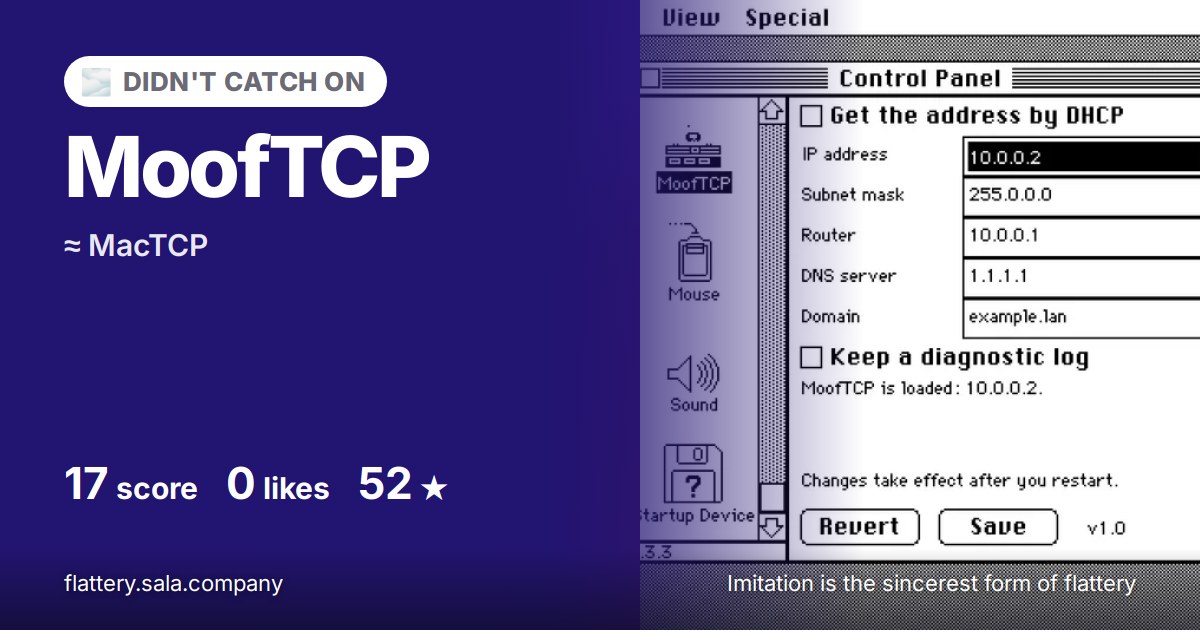 DIDN'T CATCH ON
MoofTCP
≈ MacTCP
17 score 0 likes 52 ★
flattery.sala.company
View Special
Control Panel
MoofTCP
Mouse
Sound
Startup Device
.3.3
Get the address by DHCP
IP address 10.0.0.2
Subnet mask 255.0.0.0
Router 10.0.0.1
DNS server 1.1.1.1
Domain example.lan
Keep a diagnostic log
MoofTCP is loaded: 10.0.0.2.
Changes take effect after you restart.
Revert Save v1.0
Imitation is the sincerest form of flattery